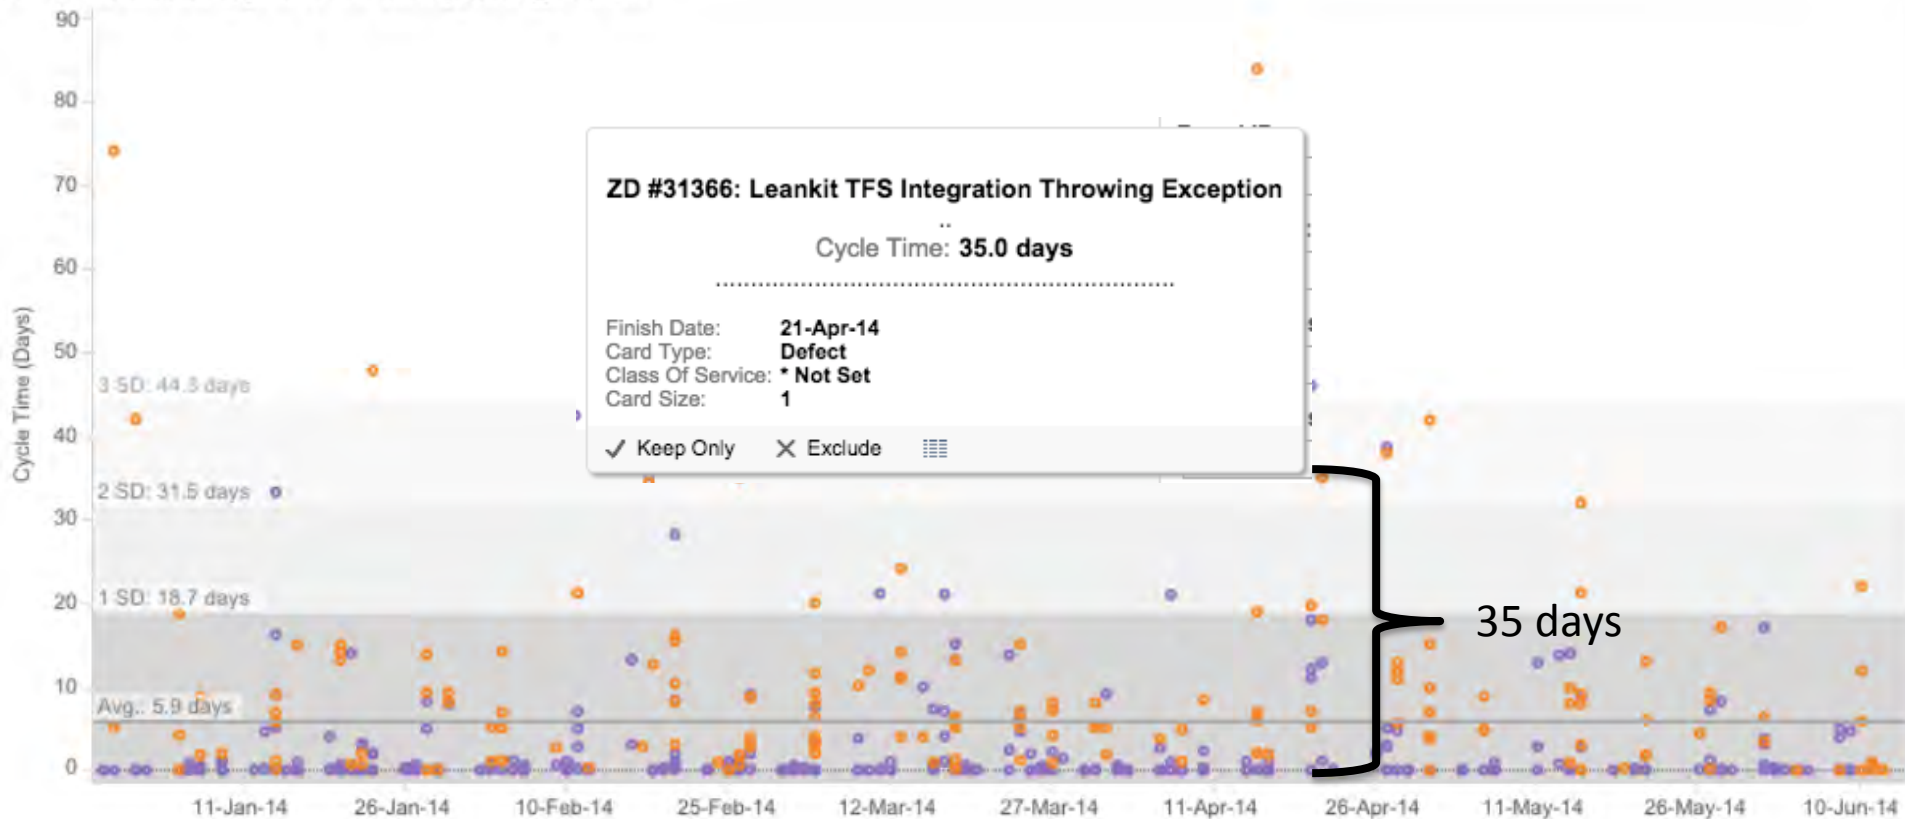 90
80
70
60
50
40
30
20
10
0
Cycle Time (Days)
3 SD: 44.3 days
2 SD: 31.5 days
1 SD: 18.7 days
Avg.: 5.9 days
ZD #31366: Leankit TFS Integration Throwing Exception
..
Cycle Time: 35.0 days
Finish Date: 21-Apr-14
Card Type: Defect
Class Of Service: * Not Set
Card Size: 1
Keep Only Exclude
35 days
11-Jan-14 26-Jan-14 10-Feb-14 25-Feb-14 12-Mar-14 27-Mar-14 11-Apr-14 26-Apr-14 11-May-14 26-May-14 10-Jun-14